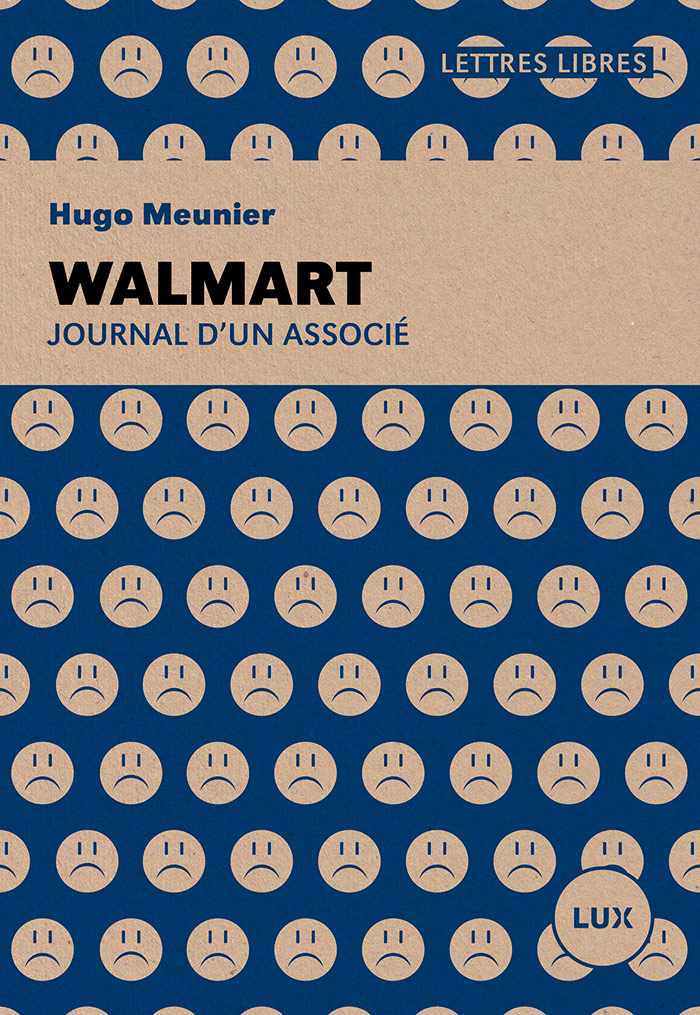 LETTRES LIBRES
Hugo Meunier
WALMART
JOURNAL D'UN ASSOCIÉ
LUX